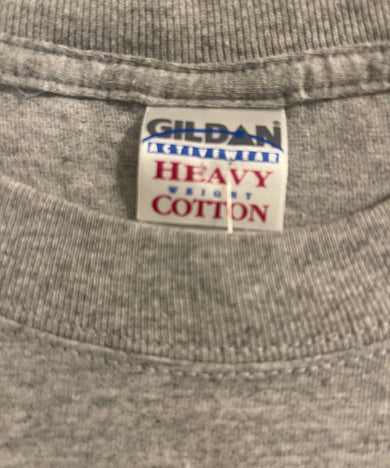 GILDAN
ACTIVEWEAR
HEAVY
WEIGHT
COTTON